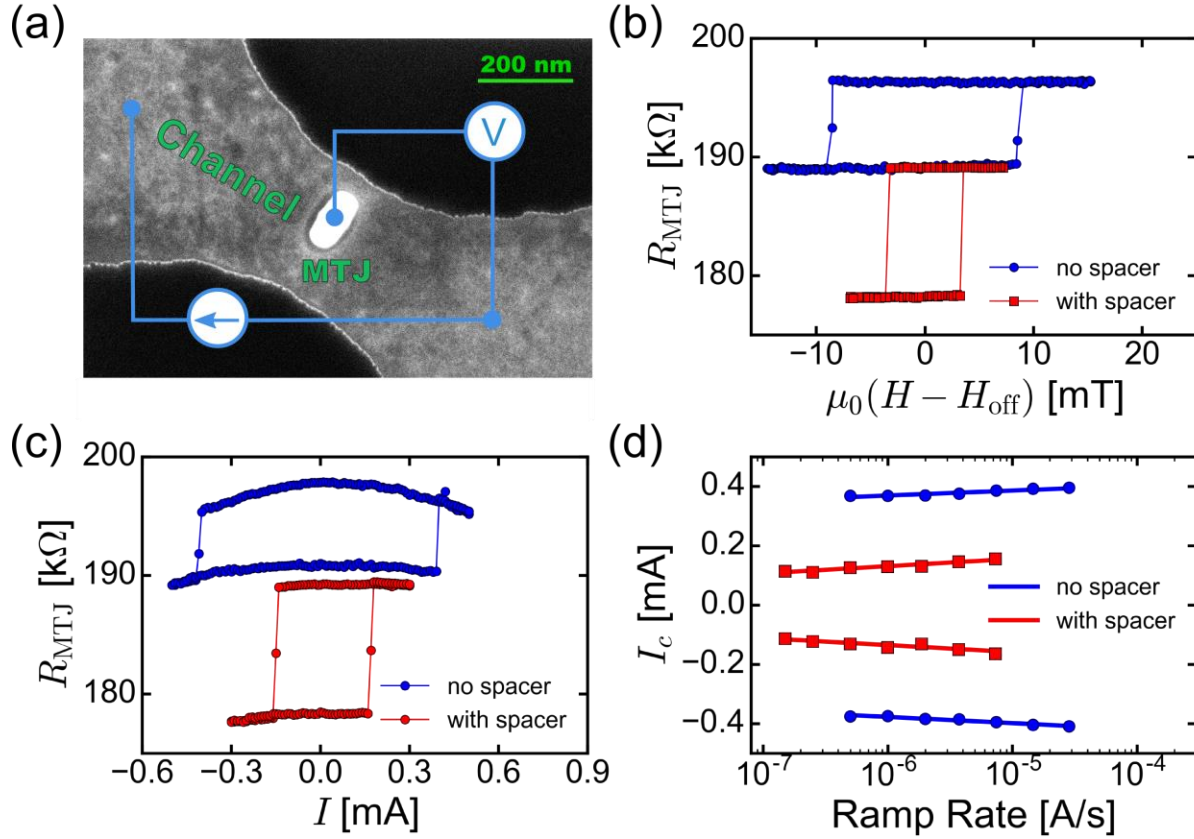 (a)
200 nm
Channel
V
MTJ
(b)
200
190
180
R_MTJ [kΩ]
no spacer
with spacer
−10 0 10 20
μ₀(H − H_off) [mT]
(c)
200
190
180
R_MTJ [kΩ]
no spacer
with spacer
−0.6 −0.3 0.0 0.3 0.6 0.9
I [mA]
(d)
0.4
0.2
0.0
−0.2
−0.4
I_c [mA]
no spacer
with spacer
10⁻⁷ 10⁻⁶ 10⁻⁵ 10⁻⁴
Ramp Rate [A/s]